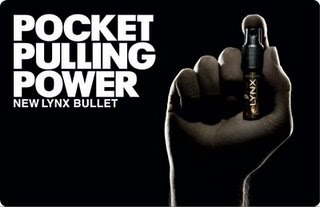 POCKET
PULLING
POWER
NEW LYNX BULLET
LYNX